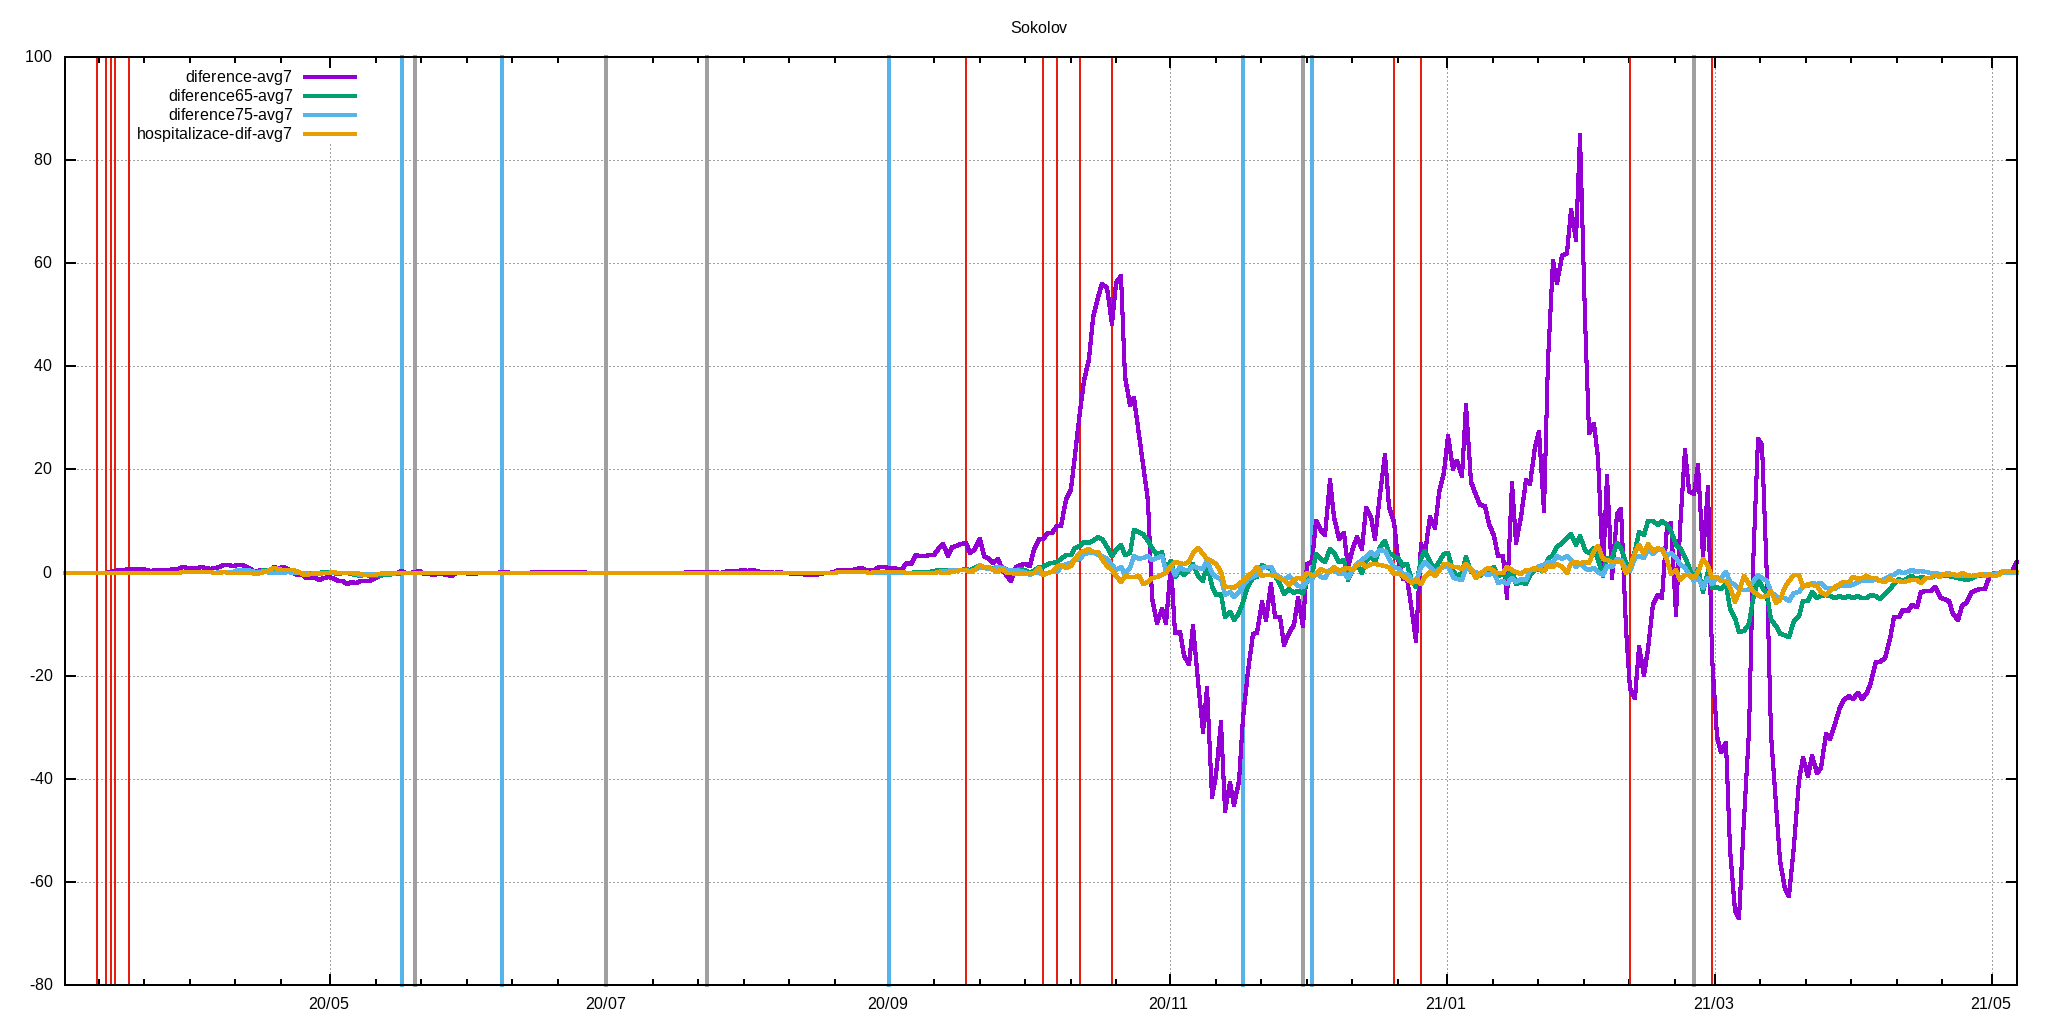 Sokolov
diference-avg7
diference65-avg7
diference75-avg7
hospitalizace-dif-avg7
100
80
60
40
20
0
-20
-40
-60
-80
20/05 20/07 20/09 20/11 21/01 21/03 21/05